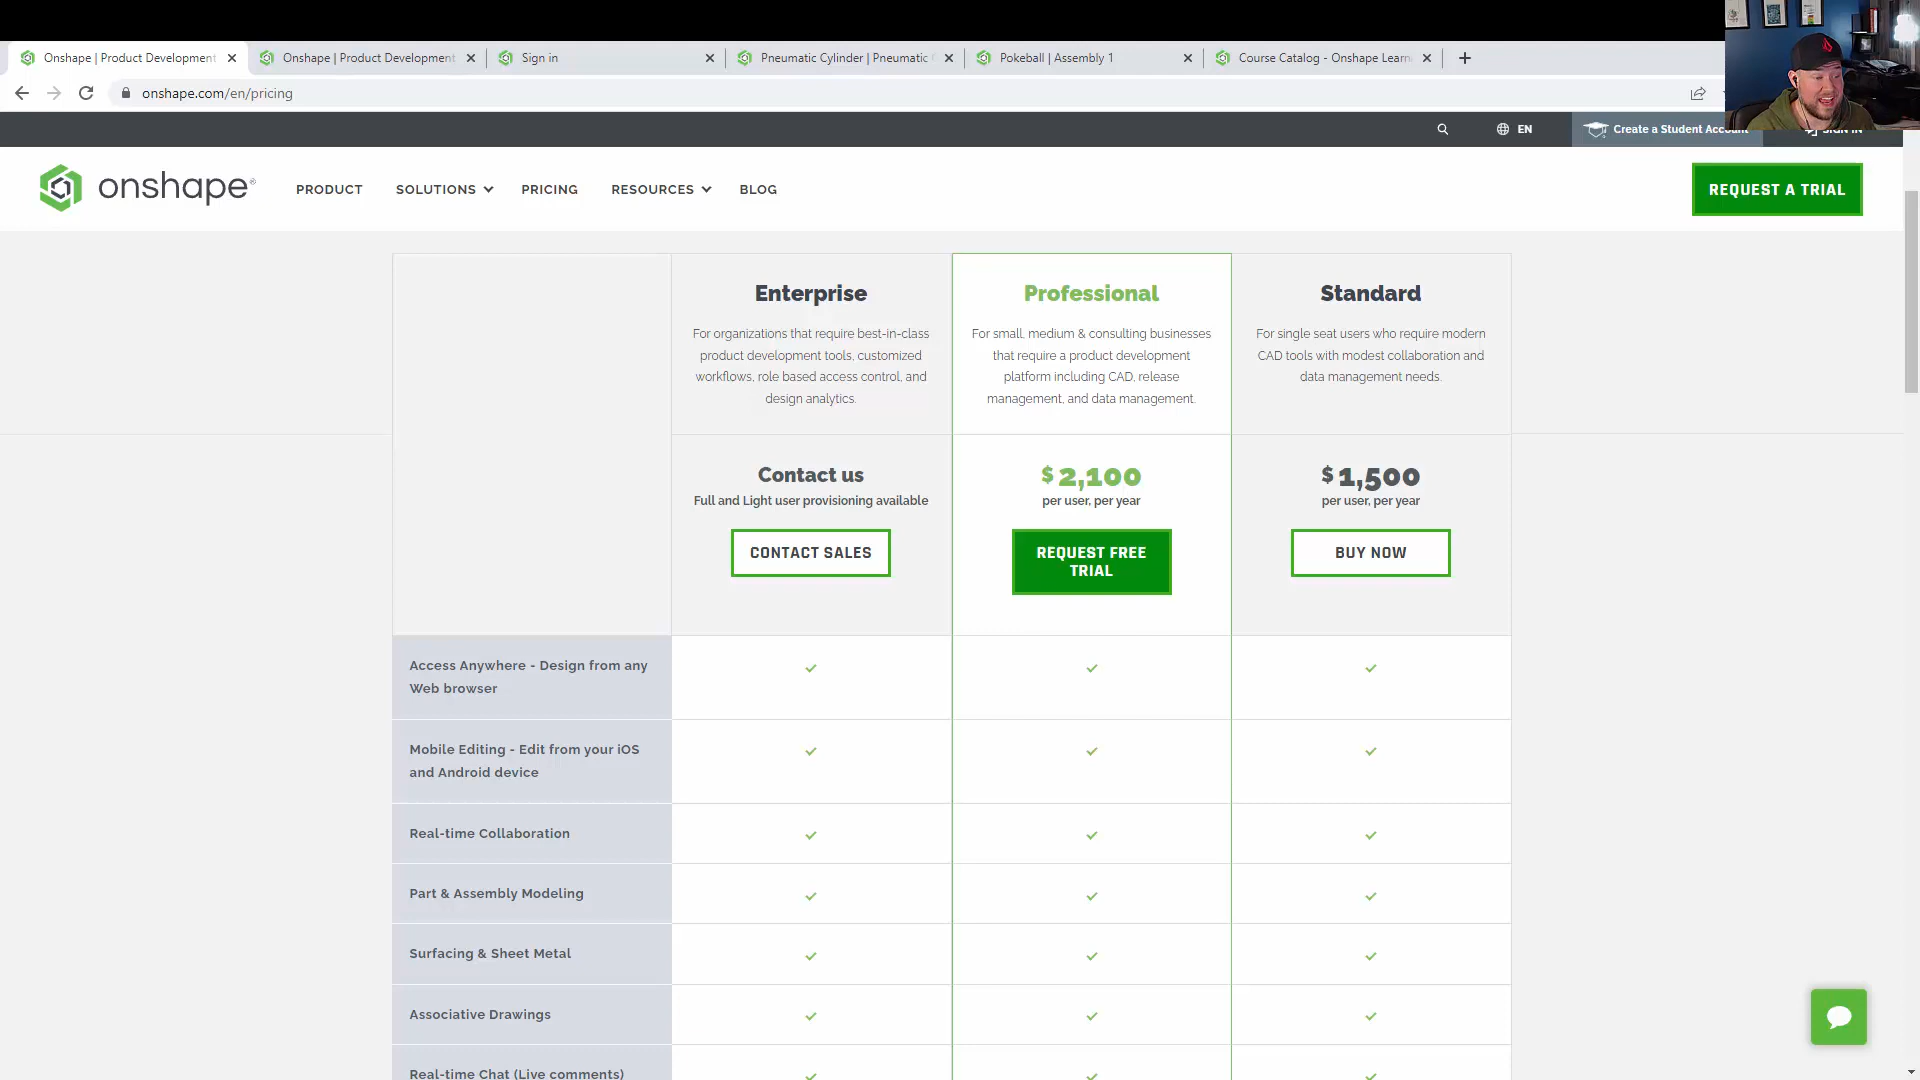 Onshape | Product Development
Onshape | Product Development
Sign in
Pneumatic Cylinder | Pneumatic
Pokeball | Assembly 1
Course Catalog - Onshape Learn
onshape.com/en/pricing
EN
Create a Student Account
SIGN IN
onshape
PRODUCT
SOLUTIONS
PRICING
RESOURCES
BLOG
REQUEST A TRIAL
Enterprise
For organizations that require best-in-class
product development tools, customized
workflows, role based access control, and
design analytics.
Professional
For small, medium & consulting businesses
that require a product development
platform including CAD, release
management, and data management.
Standard
For single seat users who require modern
CAD tools with modest collaboration and
data management needs.
Contact us
Full and Light user provisioning available
CONTACT SALES
$2,100
per user, per year
REQUEST FREE
TRIAL
$1,500
per user, per year
BUY NOW
Access Anywhere - Design from any
Web browser
Mobile Editing - Edit from your iOS
and Android device
Real-time Collaboration
Part & Assembly Modeling
Surfacing & Sheet Metal
Associative Drawings
Real-time Chat (Live comments)